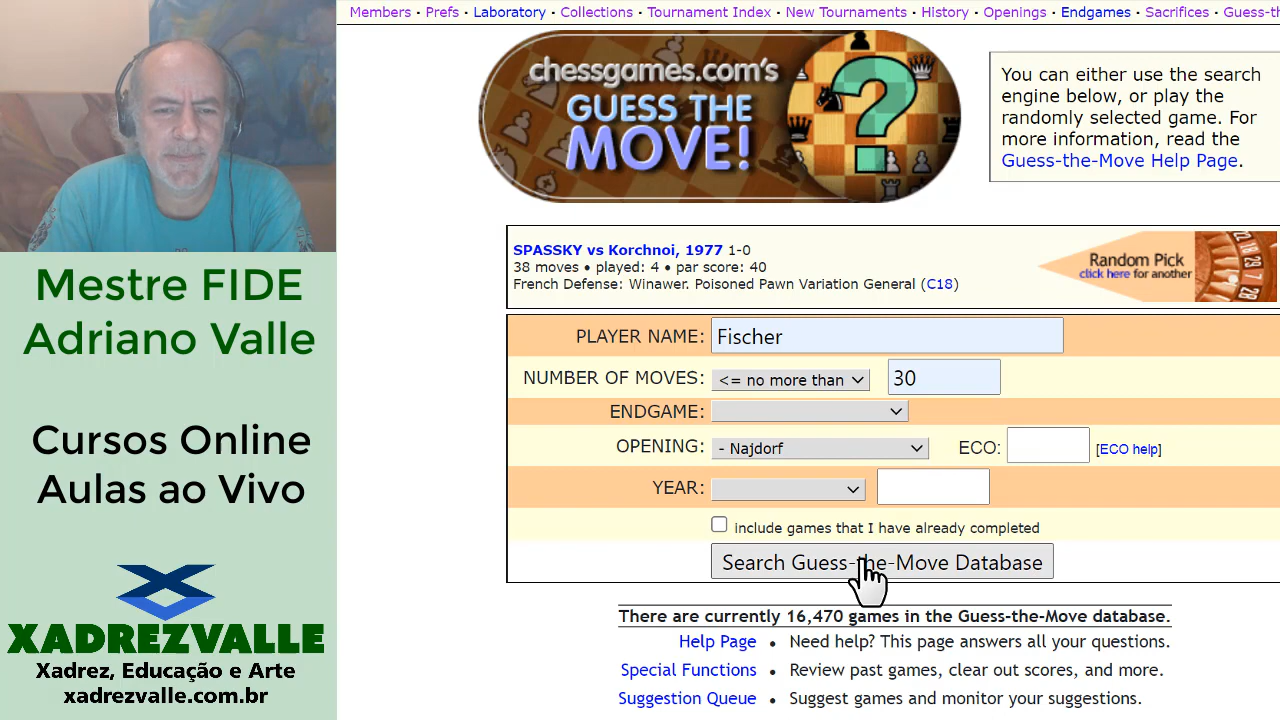 Members · Prefs · Laboratory · Collections · Tournament Index · New Tournaments · History · Openings · Endgames · Sacrifices · Guess-th
chessgames.com's
GUESS THE
MOVE!
?
You can either use the search
engine below, or play the
randomly selected game. For
more information, read the
Guess-the-Move Help Page.
SPASSKY vs Korchnoi, 1977 1-0
38 moves • played: 4 • par score: 40
French Defense: Winawer. Poisoned Pawn Variation General (C18)
Random Pick
click here for another
PLAYER NAME: Fischer
NUMBER OF MOVES: <= no more than 30
ENDGAME:
OPENING: - Najdorf ECO: [ECO help]
YEAR:
include games that I have already completed
Search Guess-the-Move Database
There are currently 16,470 games in the Guess-the-Move database.
Help Page • Need help? This page answers all your questions.
Special Functions • Review past games, clear out scores, and more.
Suggestion Queue • Suggest games and monitor your suggestions.
Mestre FIDE
Adriano Valle
Cursos Online
Aulas ao Vivo
XADREZVALLE
Xadrez, Educação e Arte
xadrezvalle.com.br